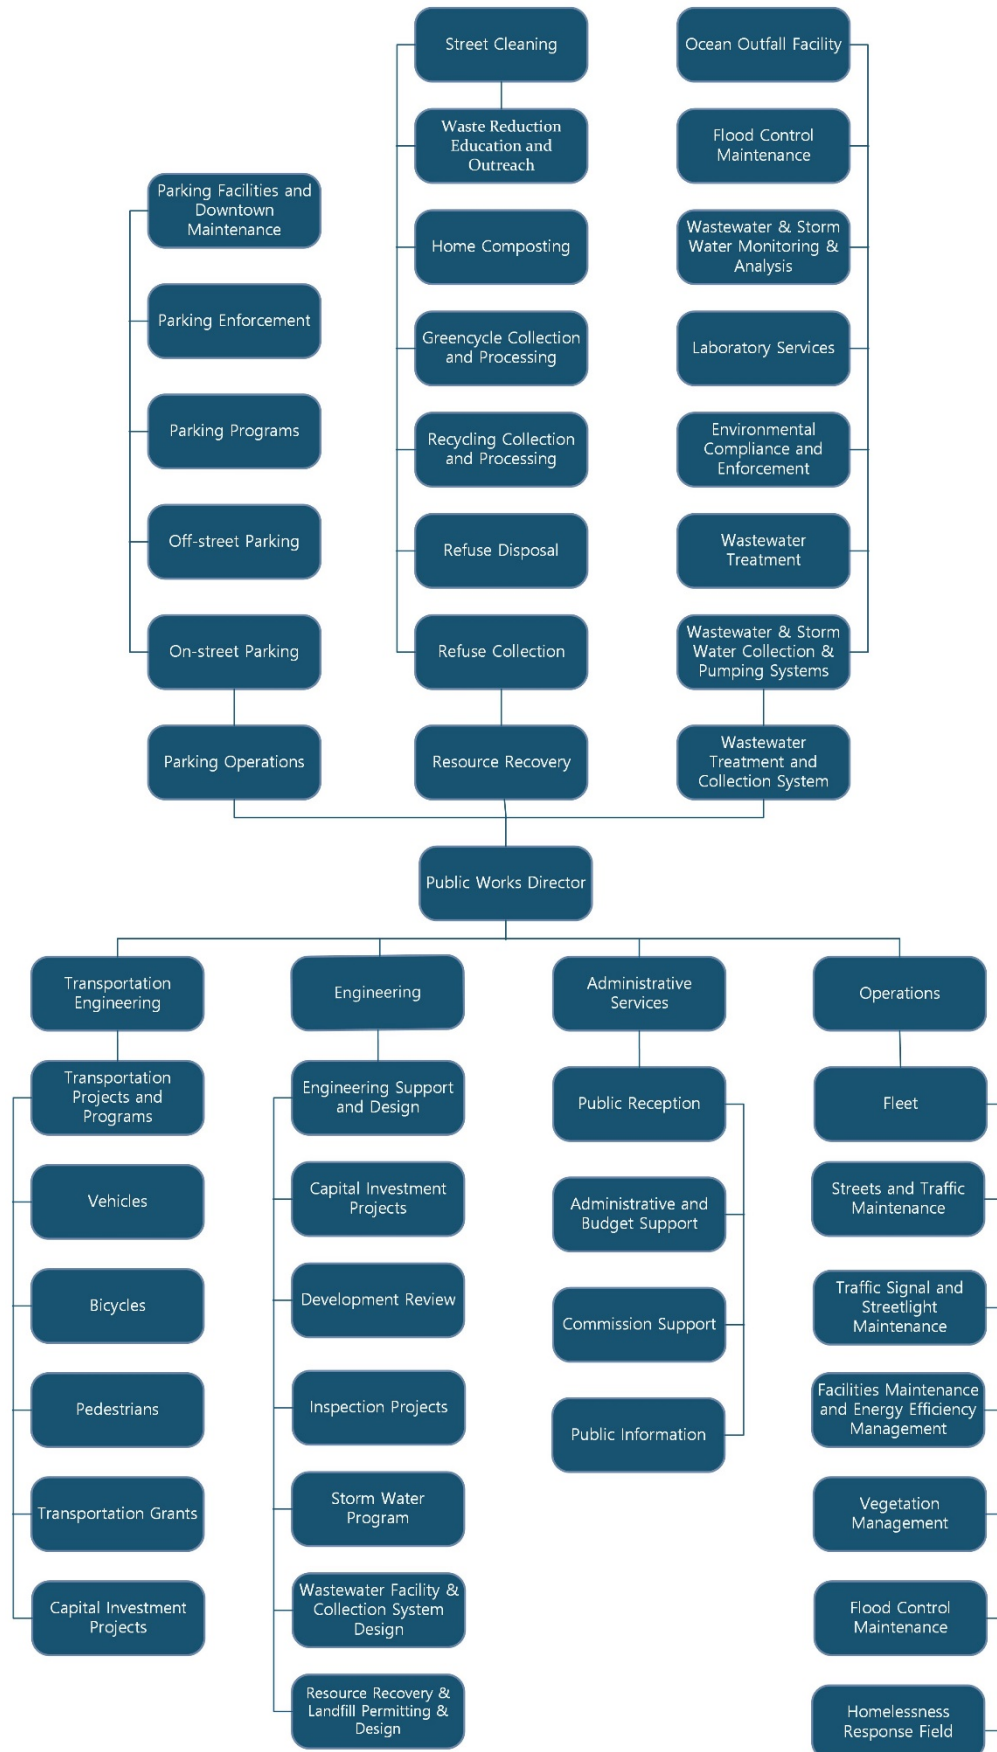 Street Cleaning
Waste Reduction
Education and
Outreach
Home Composting
Greencycle Collection
and Processing
Recycling Collection
and Processing
Refuse Disposal
Refuse Collection
Resource Recovery
Ocean Outfall Facility
Flood Control
Maintenance
Wastewater & Storm
Water Monitoring &
Analysis
Laboratory Services
Environmental
Compliance and
Enforcement
Wastewater
Treatment
Wastewater & Storm
Water Collection &
Pumping Systems
Wastewater
Treatment and
Collection System
Parking Facilities and
Downtown
Maintenance
Parking Enforcement
Parking Programs
Off-street Parking
On-street Parking
Parking Operations
Public Works Director
Transportation
Engineering
Transportation
Projects and
Programs
Vehicles
Bicycles
Pedestrians
Transportation Grants
Capital Investment
Projects
Engineering
Engineering Support
and Design
Capital Investment
Projects
Development Review
Inspection Projects
Storm Water
Program
Wastewater Facility &
Collection System
Design
Resource Recovery &
Landfill Permitting &
Design
Administrative
Services
Public Reception
Administrative and
Budget Support
Commission Support
Public Information
Operations
Fleet
Streets and Traffic
Maintenance
Traffic Signal and
Streetlight
Maintenance
Facilities Maintenance
and Energy Efficiency
Management
Vegetation
Management
Flood Control
Maintenance
Homelessness
Response Field